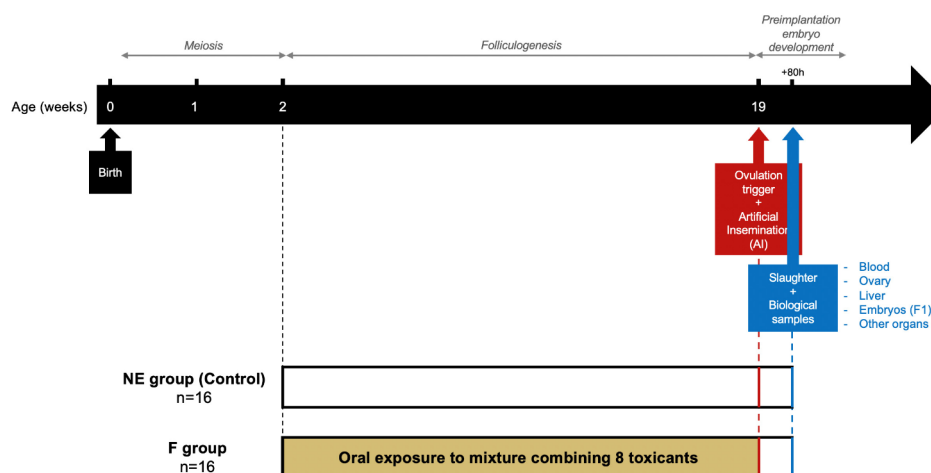 Meiosis
Folliculogenesis
Preimplantation
embryo
development
+80h
Age (weeks)
0
1
2
19
Birth
Ovulation
trigger
+
Artificial
Insemination
(AI)
Slaughter
+
Biological
samples
- Blood
- Ovary
- Liver
- Embryos (F1)
- Other organs
NE group (Control)
n=16
F group
n=16
Oral exposure to mixture combining 8 toxicants